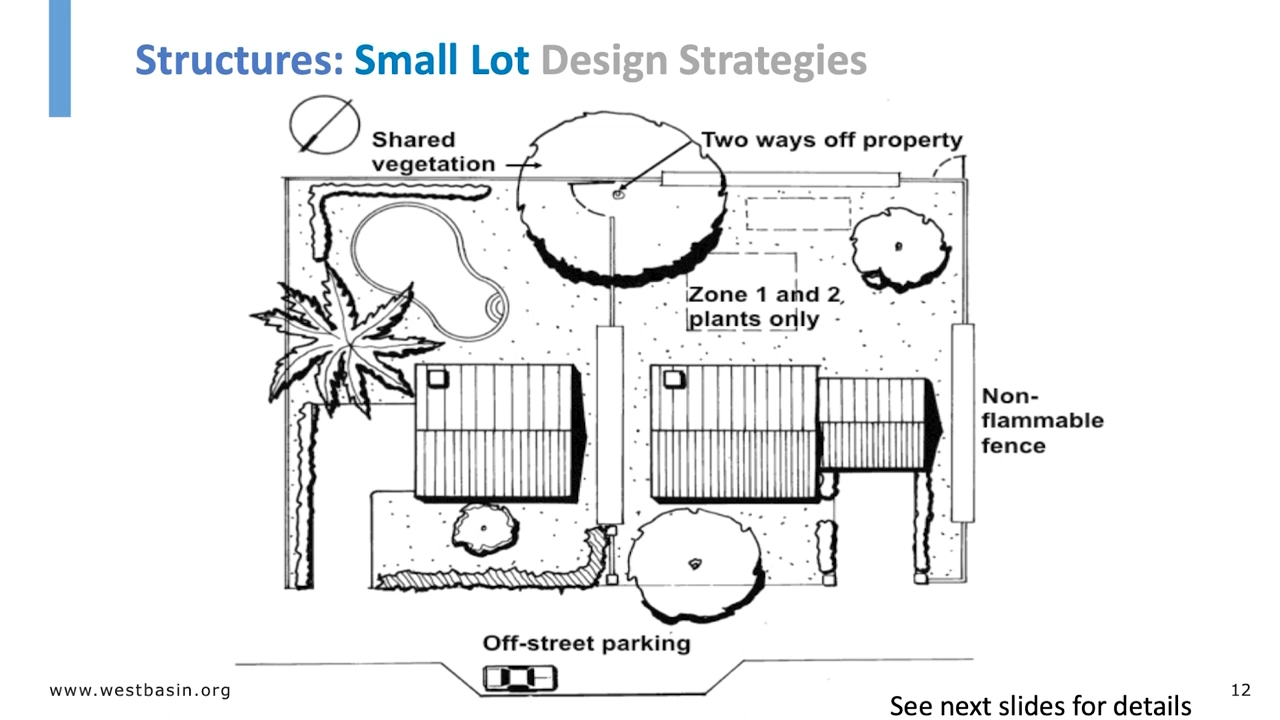 Structures: Small Lot Design Strategies
Shared
vegetation
Two ways off property
Zone 1 and 2
plants only
Non-
flammable
fence
Off-street parking
www.westbasin.org
See next slides for details
12